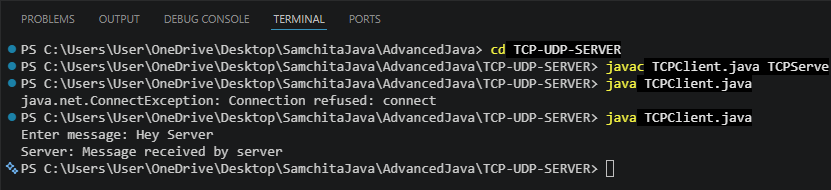 PROBLEMS OUTPUT DEBUG CONSOLE TERMINAL PORTS
PS C:\Users\User\OneDrive\Desktop\SamchitaJava\AdvancedJava> cd TCP-UDP-SERVER
PS C:\Users\User\OneDrive\Desktop\SamchitaJava\AdvancedJava\TCP-UDP-SERVER> javac TCPClient.java TCPServe
PS C:\Users\User\OneDrive\Desktop\SamchitaJava\AdvancedJava\TCP-UDP-SERVER> java TCPClient.java
java.net.ConnectException: Connection refused: connect
PS C:\Users\User\OneDrive\Desktop\SamchitaJava\AdvancedJava\TCP-UDP-SERVER> java TCPClient.java
Enter message: Hey Server
Server: Message received by server
PS C:\Users\User\OneDrive\Desktop\SamchitaJava\AdvancedJava\TCP-UDP-SERVER>